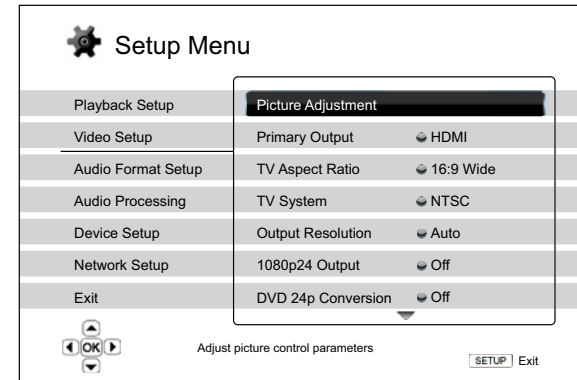 Setup Menu
Playback Setup
Video Setup
Audio Format Setup
Audio Processing
Device Setup
Network Setup
Exit
Picture Adjustment
Primary Output HDMI
TV Aspect Ratio 16:9 Wide
TV System NTSC
Output Resolution Auto
1080p24 Output Off
DVD 24p Conversion Off
OK
Adjust picture control parameters
SETUP Exit